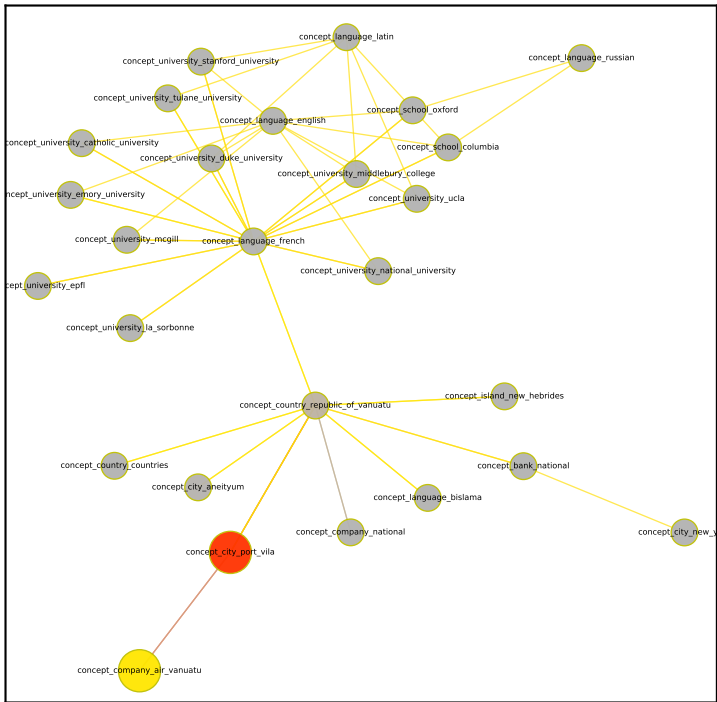 concept_language_latin
concept_language_russian
concept_university_stanford_university
concept_university_tulane_university
concept_school_oxford
concept_language_english
concept_university_catholic_university
concept_school_columbia
concept_university_duke_university
concept_university_middlebury_college
ncept_university_emory_university
concept_university_ucla
concept_university_mcgill
concept_language_french
concept_university_national_university
cept_university_epfl
concept_university_la_sorbonne
concept_island_new_hebrides
concept_country_republic_of_vanuatu
concept_country_countries
concept_bank_national
concept_city_aneityum
concept_language_bislama
concept_company_national
concept_city_new_y
concept_city_port_vila
concept_company_air_vanuatu